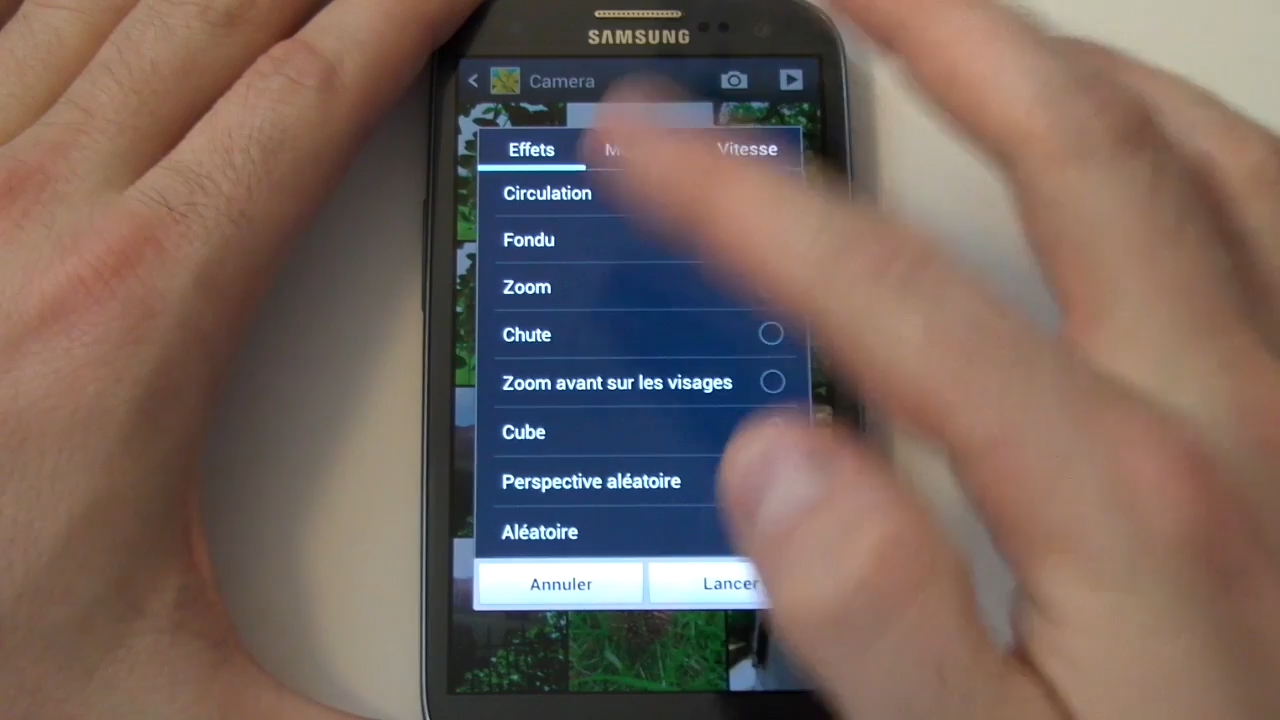 SAMSUNG
Camera
Effets Vitesse
Circulation
Fondu
Zoom
Chute
Zoom avant sur les visages
Cube
Perspective aléatoire
Aléatoire
Annuler Lancer